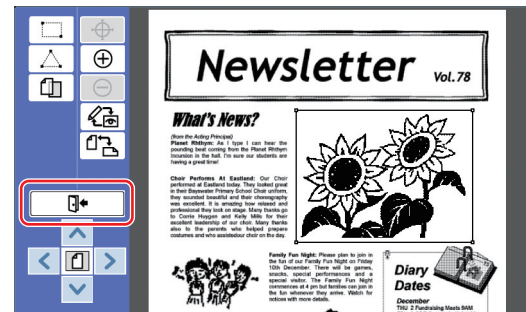 Newsletter Vol. 78
What's News?
(from the Acting Principal)
Planet Rhthym: As I type I can hear the
pounding beat coming from the Planet Rhthym
incursion in the hall. I'm sure our students are
having a great time!
Choir Performs At Eastland: Our Choir
performed at Eastland today. They looked great
in their Bayswater Primary School Choir uniform,
they sounded beautiful and their choreography
was excellent. It is amazing how relaxed and
professional they look on stage. Many thanks go
to Corrie Huygen and Kelly Mills for their
excellent leadership of our choir. Many thanks
also to the parents who helped prepare
costumes and who assistedour choir on the day.
Family Fun Night: Please plan to join in
the fun of our Family Fun Night on Friday
10th December. There will be games,
snacks, special performances and a
special visitor. The Family Fun Night
commences at 4 pm but families can join in
the fun whenever they arrive. Watch for
notices with more details.
Diary
Dates
December
THU 2 Fundraising Meets 9AM